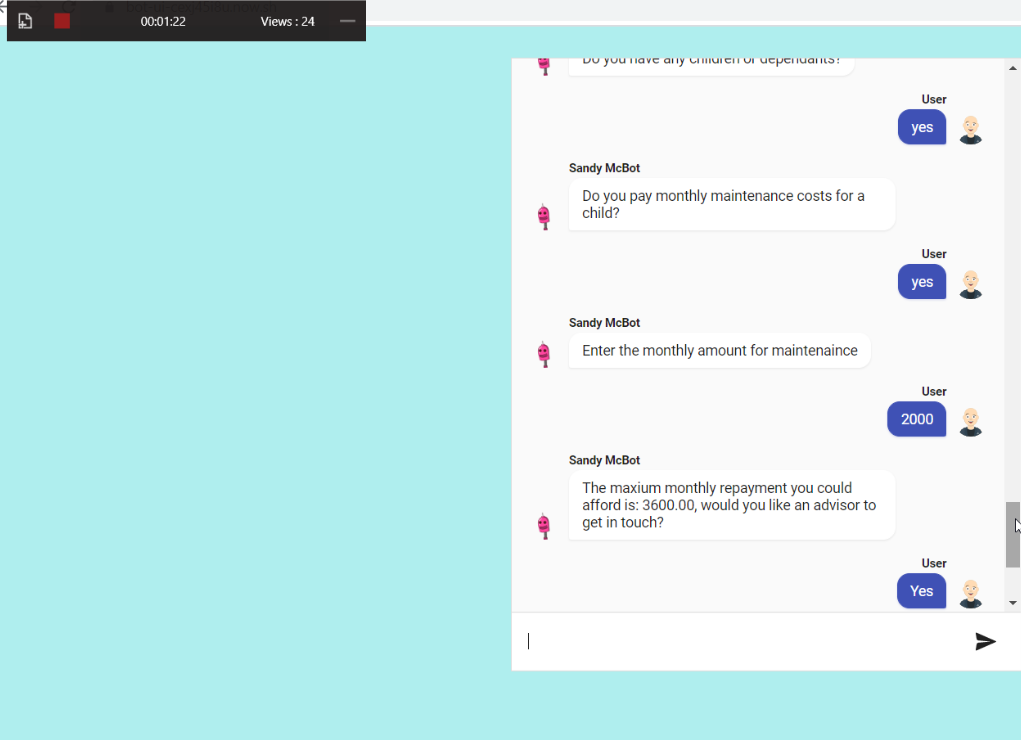 00:01:22
Views : 24
Do you have any children or dependants?
User
yes
Sandy McBot
Do you pay monthly maintenance costs for a
child?
User
yes
Sandy McBot
Enter the monthly amount for maintenaince
User
2000
Sandy McBot
The maxium monthly repayment you could
afford is: 3600.00, would you like an advisor to
get in touch?
User
Yes